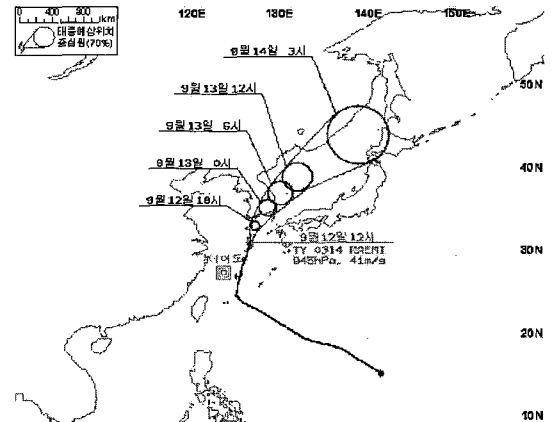 0 400 800 km
태풍예상위치
중심원(70%)
120E 130E 140E 150E
9월 14일 3시
9월 13일 12시
9월 13일 6시
9월 13일 0시
9월 12일 18시
9월 12일 12시
TY 0314 MAEMI
945hPa, 41m/s
50N
40N
30N
20N
10N